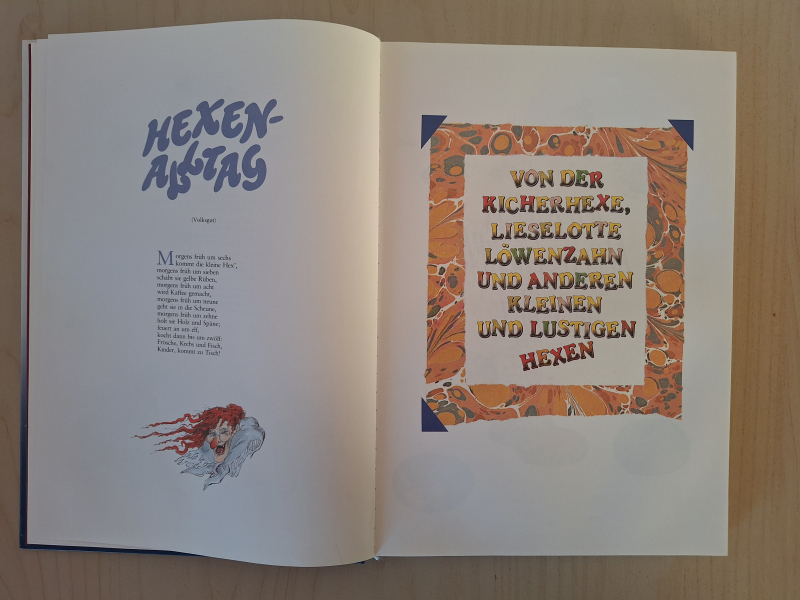 HEXEN-
ALLTAG
(Volksgut)
Morgens früh um sechs
kommt die kleine Hex',
morgens früh um sieben
schabt sie gelbe Rüben,
morgens früh um acht
wird Kaffee gemacht,
morgens früh um neune
geht sie in die Scheune,
morgens früh um zehne
holt sie Holz und Späne;
feuert an um elf,
kocht dann bis um zwölf:
Frösche, Krebs und Fisch,
Kinder, kommt zu Tisch!
VON DER
KICHERHEXE,
LIESELOTTE
LÖWENZAHN
UND ANDEREN
KLEINEN
UND LUSTIGEN
HEXEN